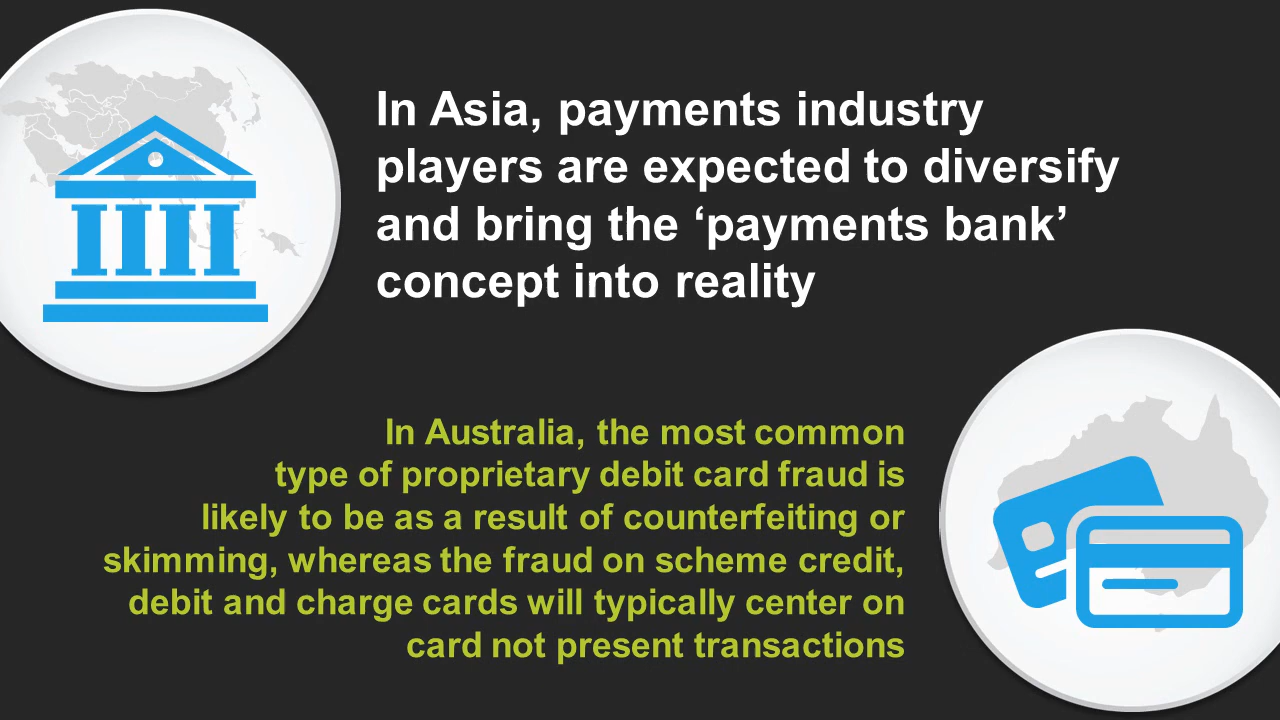 In Asia, payments industry
players are expected to diversify
and bring the ‘payments bank’
concept into reality
In Australia, the most common
type of proprietary debit card fraud is
likely to be as a result of counterfeiting or
skimming, whereas the fraud on scheme credit,
debit and charge cards will typically center on
card not present transactions